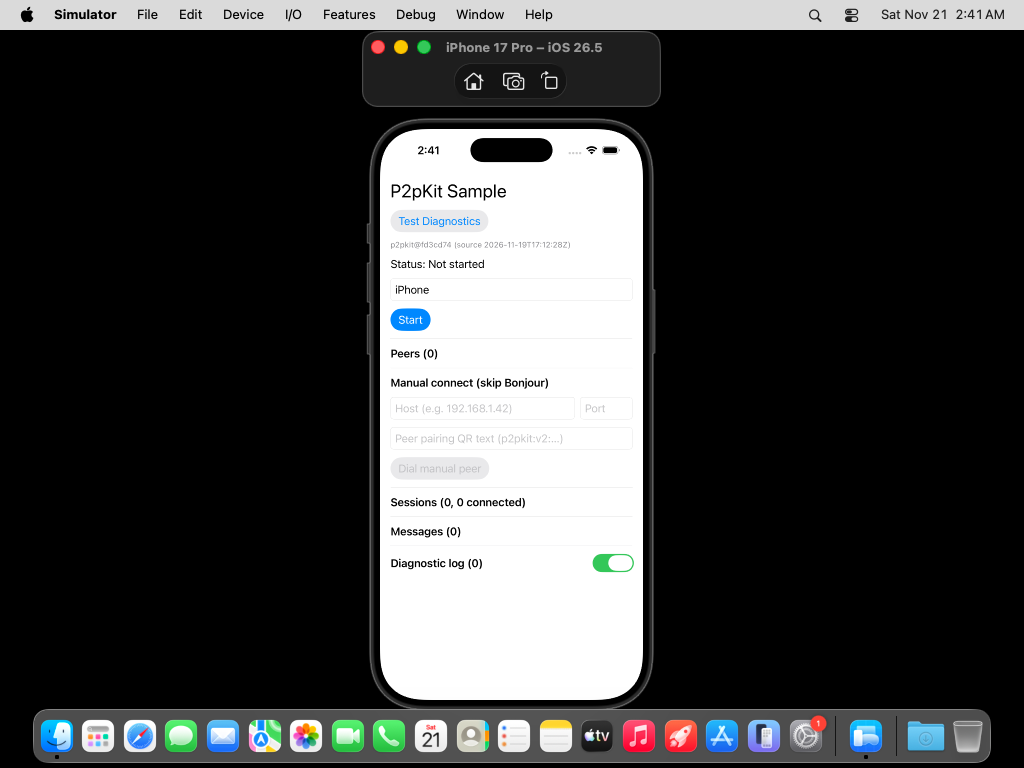 Simulator File Edit Device I/O Features Debug Window Help Sat Nov 21 2:41 AM
iPhone 17 Pro – iOS 26.5
2:41
P2pKit Sample
Test Diagnostics
p2pkit@fd3cd74 (source 2026-11-19T17:12:28Z)
Status: Not started
iPhone
Start
Peers (0)
Manual connect (skip Bonjour)
Host (e.g. 192.168.1.42) Port
Peer pairing QR text (p2pkit:v2:...)
Dial manual peer
Sessions (0, 0 connected)
Messages (0)
Diagnostic log (0)
Sat
21
tv
1